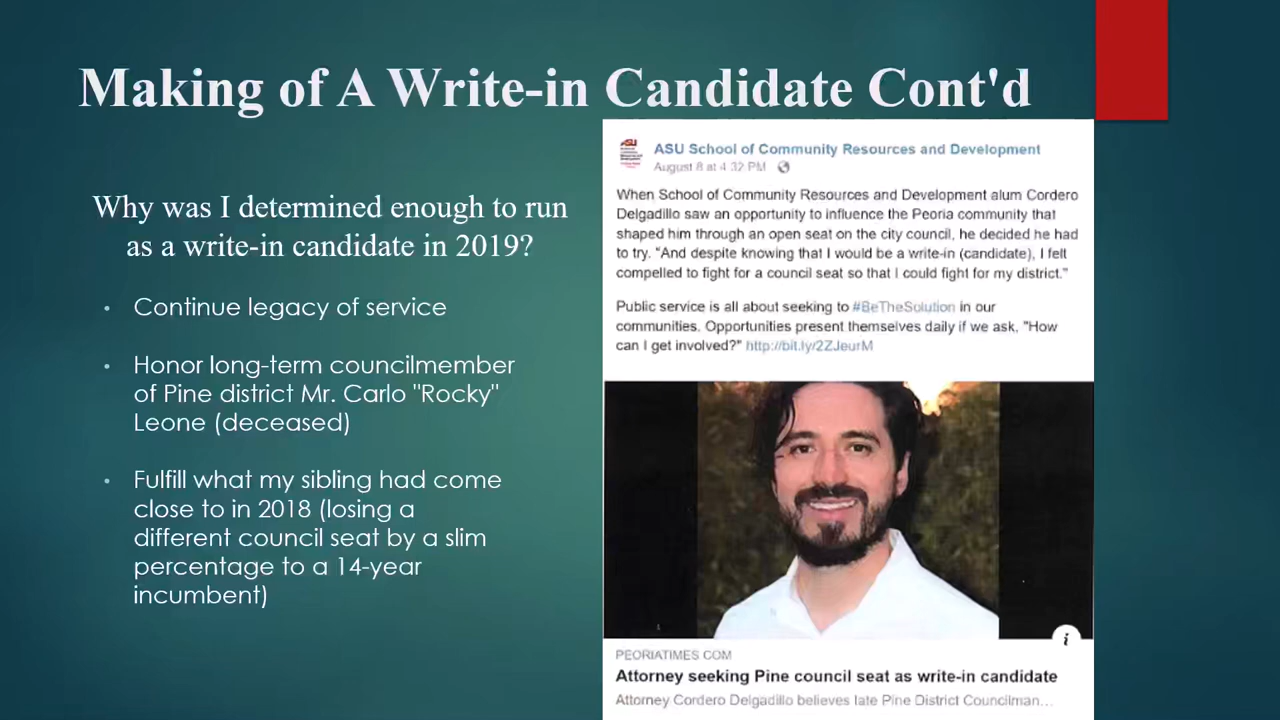 Making of A Write-in Candidate Cont'd
Why was I determined enough to run
as a write-in candidate in 2019?
• Continue legacy of service
• Honor long-term councilmember
of Pine district Mr. Carlo "Rocky"
Leone (deceased)
• Fulfill what my sibling had come
close to in 2018 (losing a
different council seat by a slim
percentage to a 14-year
incumbent)
ASU School of Community Resources and Development
August 8 at 4:32 PM
When School of Community Resources and Development alum Cordero
Delgadillo saw an opportunity to influence the Peoria community that
shaped him through an open seat on the city council, he decided he had
to try. "And despite knowing that I would be a write-in (candidate), I felt
compelled to fight for a council seat so that I could fight for my district."
Public service is all about seeking to #BeTheSolution in our
communities. Opportunities present themselves daily if we ask, "How
can I get involved?" http://bit.ly/2ZJeurM
i
PEORIATIMES.COM
Attorney seeking Pine council seat as write-in candidate
Attorney Cordero Delgadillo believes late Pine District Councilman…